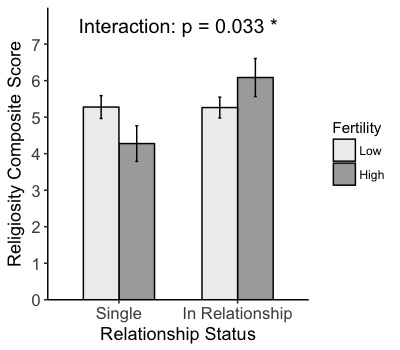 Interaction: p = 0.033 *
Religiosity Composite Score
7
6
5
4
3
2
1
0
Single In Relationship
Relationship Status
Fertility
Low
High